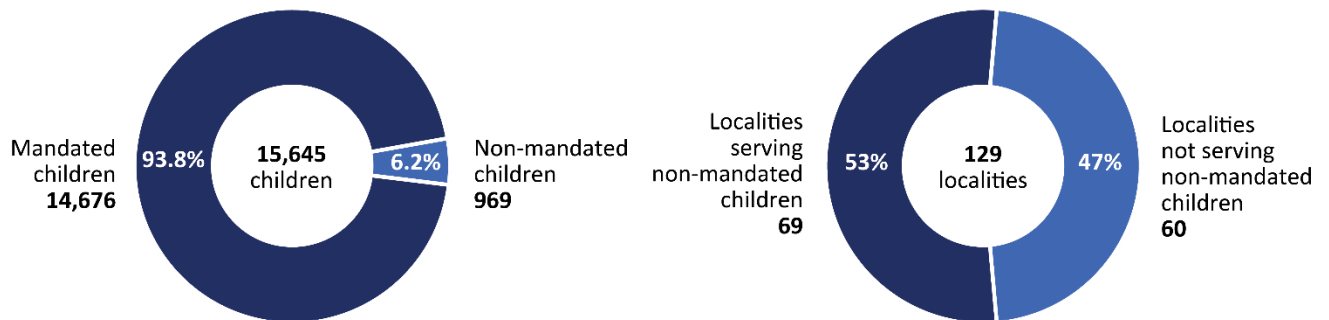 Mandated
children
14,676
93.8%
15,645
children
6.2%
Non-mandated
children
969
Localities
serving
non-mandated
children
69
53%
129
localities
47%
Localities
not serving
non-mandated
children
60